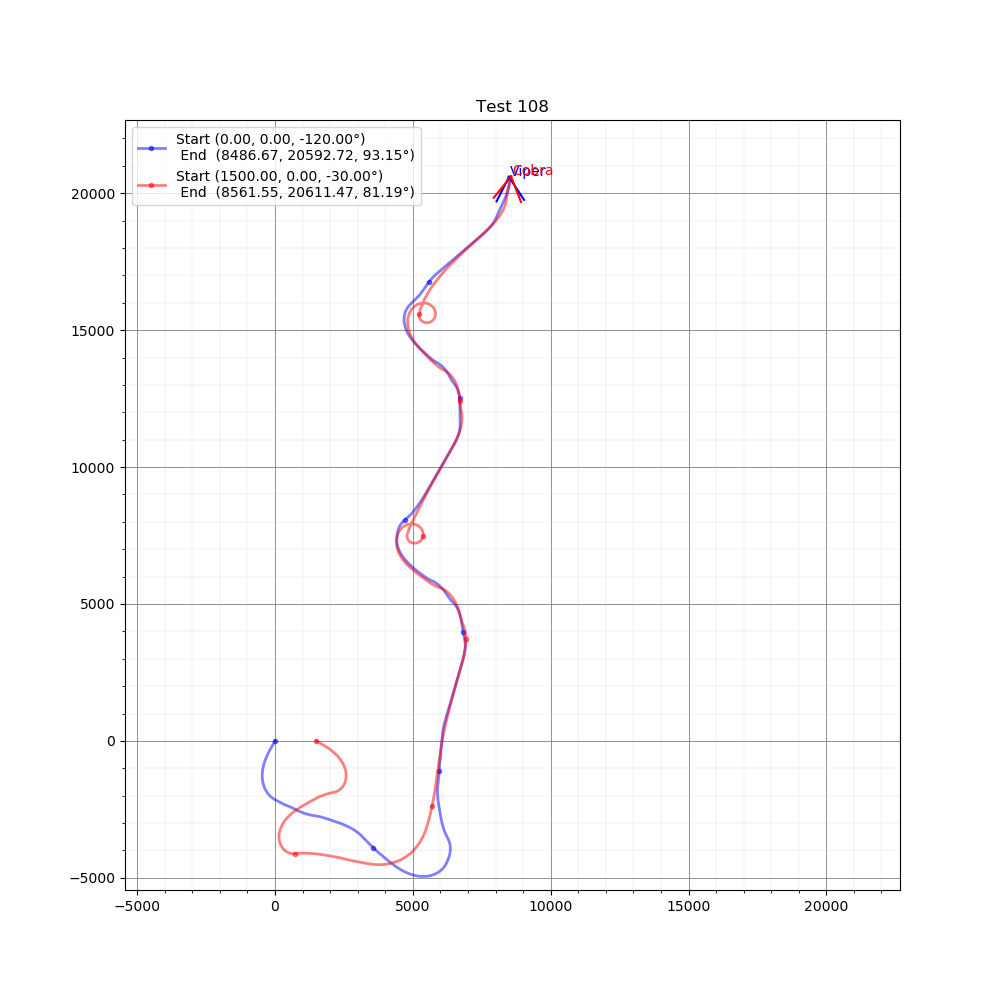 Test 108
Start (0.00, 0.00, -120.00°)
End (8486.67, 20592.72, 93.15°)
Start (1500.00, 0.00, -30.00°)
End (8561.55, 20611.47, 81.19°)
Viper
Cobra
20000
15000
10000
5000
0
−5000
−5000 0 5000 10000 15000 20000